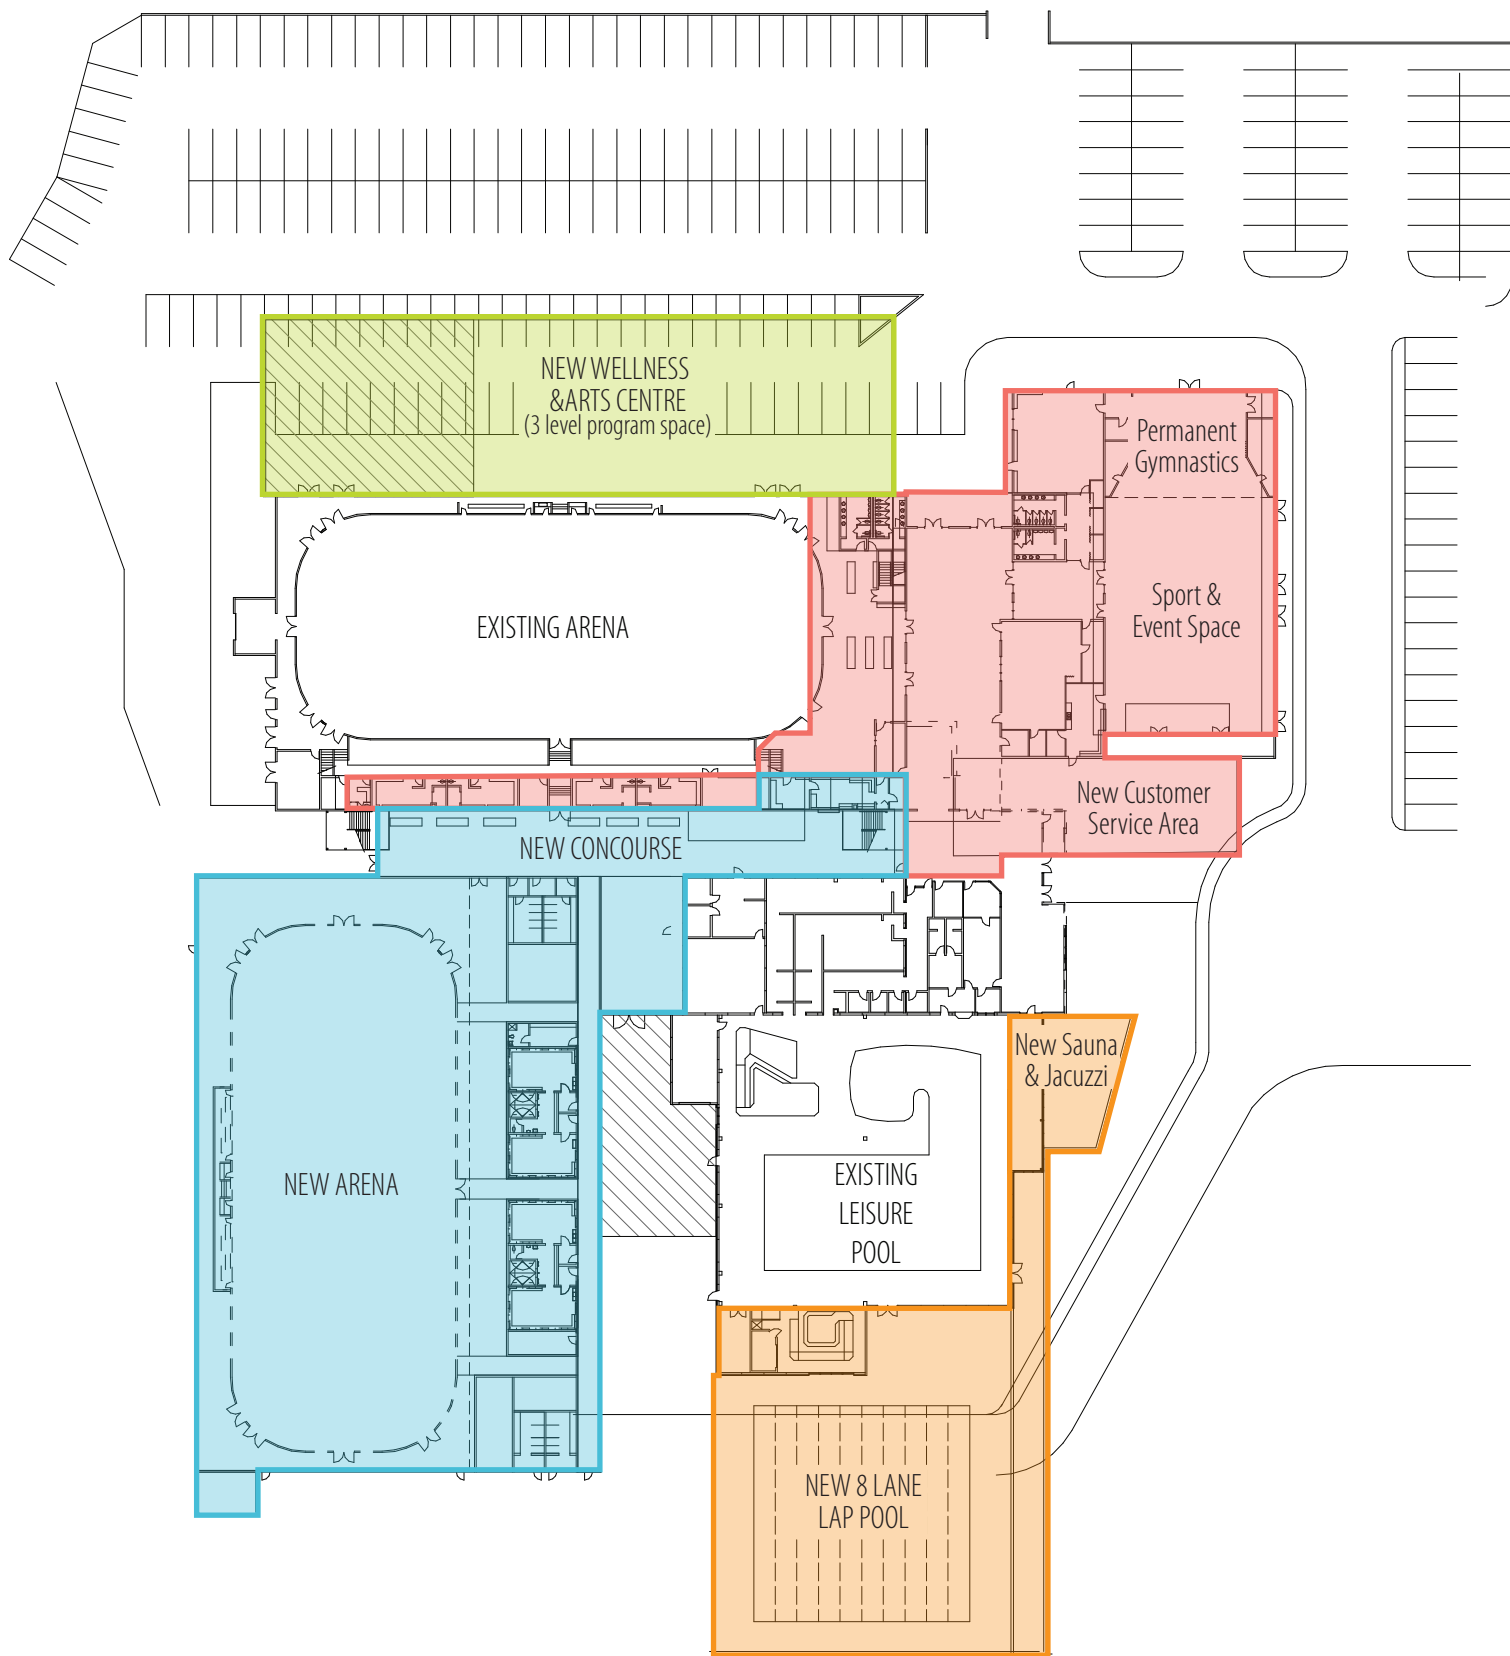 NEW WELLNESS
&ARTS CENTRE
(3 level program space)
Permanent
Gymnastics
EXISTING ARENA
Sport &
Event Space
New Customer
Service Area
NEW CONCOURSE
New Sauna
& Jacuzzi
NEW ARENA
EXISTING
LEISURE
POOL
NEW 8 LANE
LAP POOL